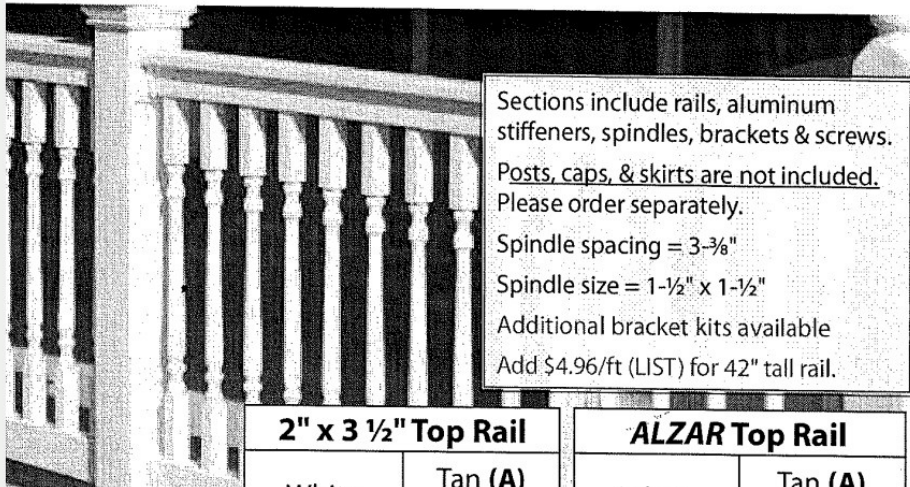 Sections include rails, aluminum
stiffeners, spindles, brackets & screws.
Posts, caps, & skirts are not included.
Please order separately.
Spindle spacing = 3-⅜"
Spindle size = 1-½" x 1-½"
Additional bracket kits available
Add $4.96/ft (LIST) for 42" tall rail.
2" x 3 ½" Top Rail
ALZAR Top Rail
Tan (A)
Tan (A)